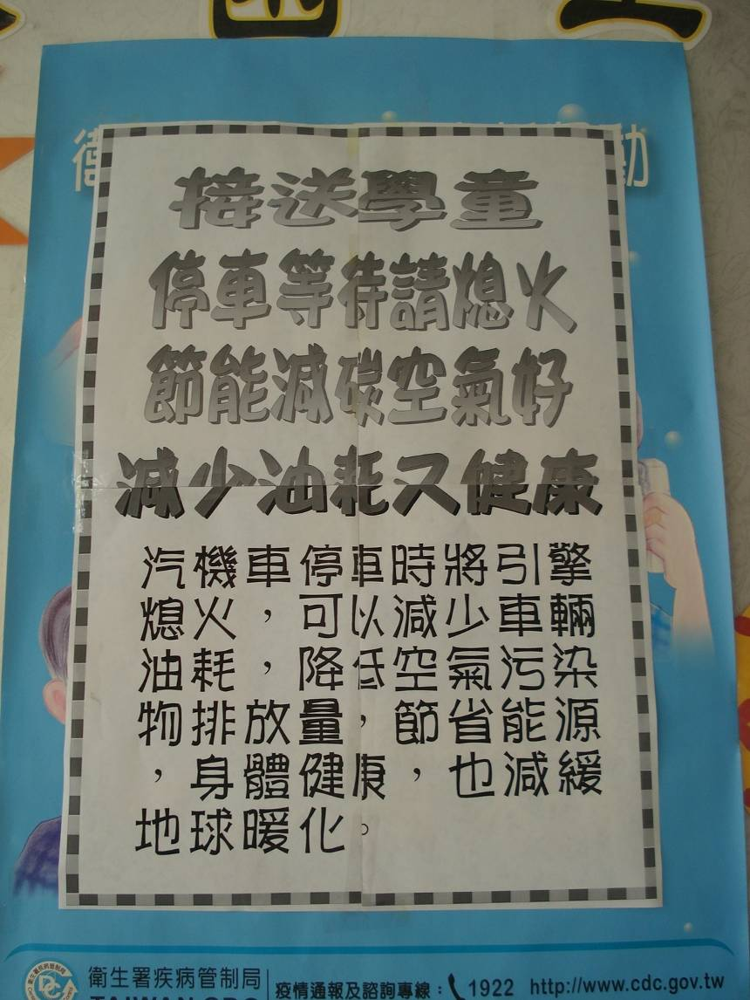 接送學童
停車等待請熄火
節能減碳空氣好
減少油耗又健康
汽機車停車時將引擎
熄火,可以減少車輛
油耗,降低空氣污染
物排放量,節省能源
,身體健康,也減緩
地球暖化。
衛生署疾病管制局
TAIWAN CDC
疫情通報及諮詢專線:1922 http://www.cdc.gov.tw